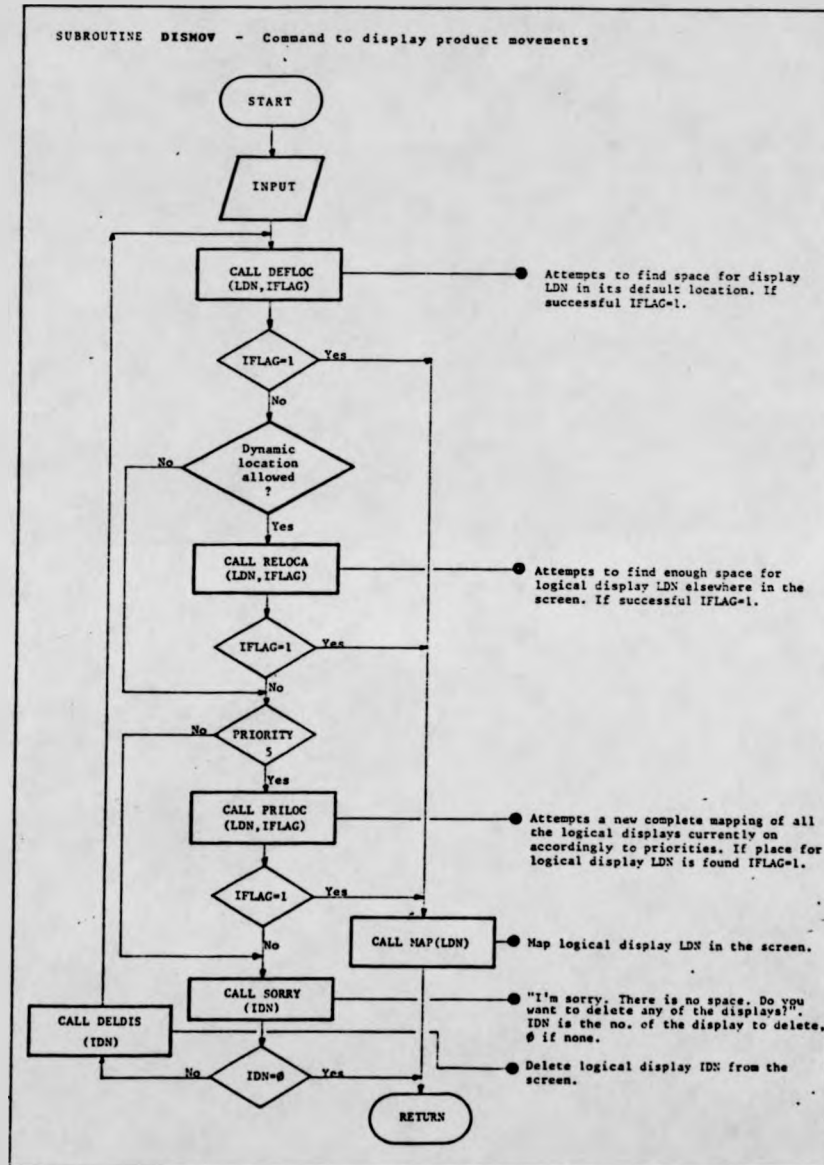 SUBROUTINE DISMOV - Command to display product movements
START
INPUT
CALL DEFLOC
(LDN,IFLAG)
Attempts to find space for display
LDN in its default location. If
successful IFLAG=1.
IFLAG=1
Yes
No
Dynamic
location
allowed
?
No
Yes
CALL RELOCA
(LDN,IFLAG)
Attempts to find enough space for
logical display LDN elsewhere in the
screen. If successful IFLAG=1.
IFLAG=1
Yes
No
PRIORITY
5
No
Yes
CALL PRILOC
(LDN,IFLAG)
Attempts a new complete mapping of all
the logical displays currently on
accordingly to priorities. If place for
logical display LDN is found IFLAG=1.
IFLAG=1
Yes
No
CALL MAP(LDN)
Map logical display LDN in the screen.
CALL SORRY
(IDN)
"I'm sorry. There is no space. Do you
want to delete any of the displays?".
IDN is the no. of the display to delete,
Ø if none.
CALL DELDIS
(IDN)
Delete logical display IDN from the
screen.
IDN=Ø
No
Yes
RETURN